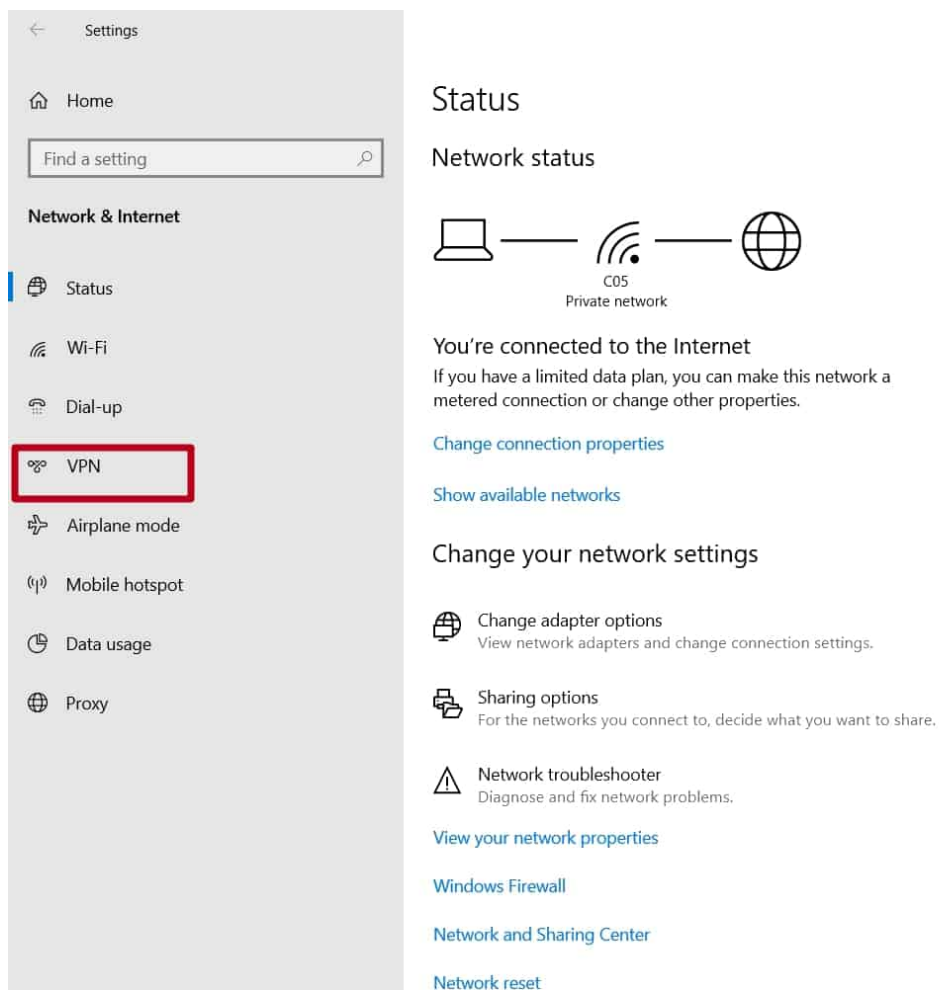 Settings
Home
Find a setting
Network & Internet
Status
Wi-Fi
Dial-up
VPN
Airplane mode
Mobile hotspot
Data usage
Proxy
Status
Network status
C05
Private network
You're connected to the Internet
If you have a limited data plan, you can make this network a
metered connection or change other properties.
Change connection properties
Show available networks
Change your network settings
Change adapter options
View network adapters and change connection settings.
Sharing options
For the networks you connect to, decide what you want to share.
Network troubleshooter
Diagnose and fix network problems.
View your network properties
Windows Firewall
Network and Sharing Center
Network reset